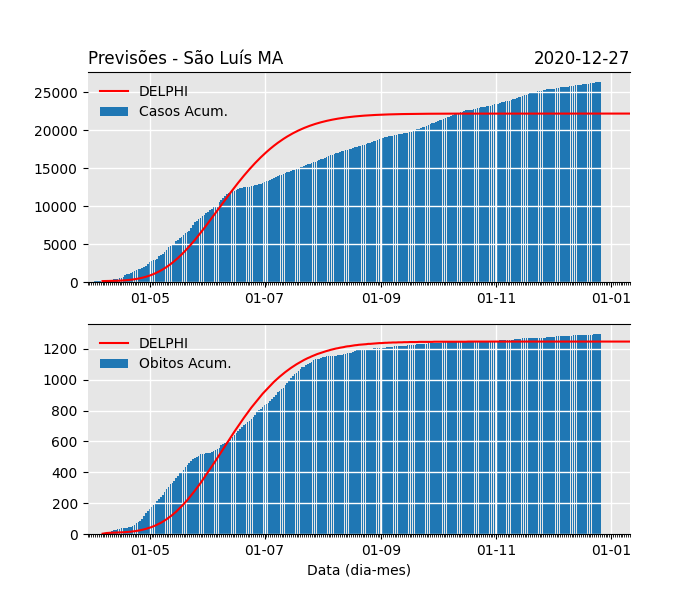 Previsões - São Luís MA 2020-12-27
DELPHI
Casos Acum.
25000
20000
15000
10000
5000
0
01-05 01-07 01-09 01-11 01-01
DELPHI
Obitos Acum.
1200
1000
800
600
400
200
0
01-05 01-07 01-09 01-11 01-01
Data (dia-mes)